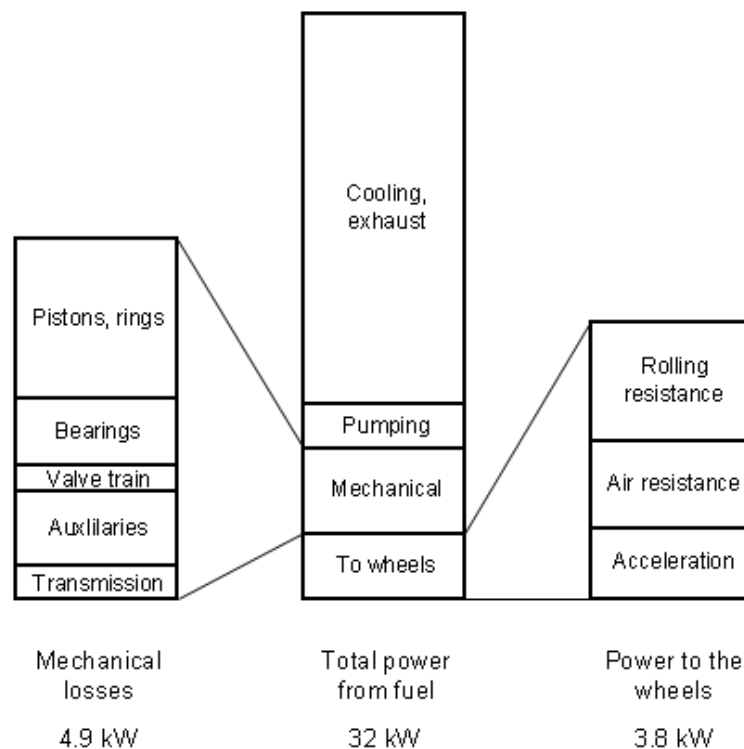 Cooling,
exhaust
Pistons, rings
Rolling
resistance
Bearings
Pumping
Valve train
Mechanical
Air resistance
Auxlilaries
To wheels
Acceleration
Transmission
Mechanical
losses
4.9 kW
Total power
from fuel
32 kW
Power to the
wheels
3.8 kW